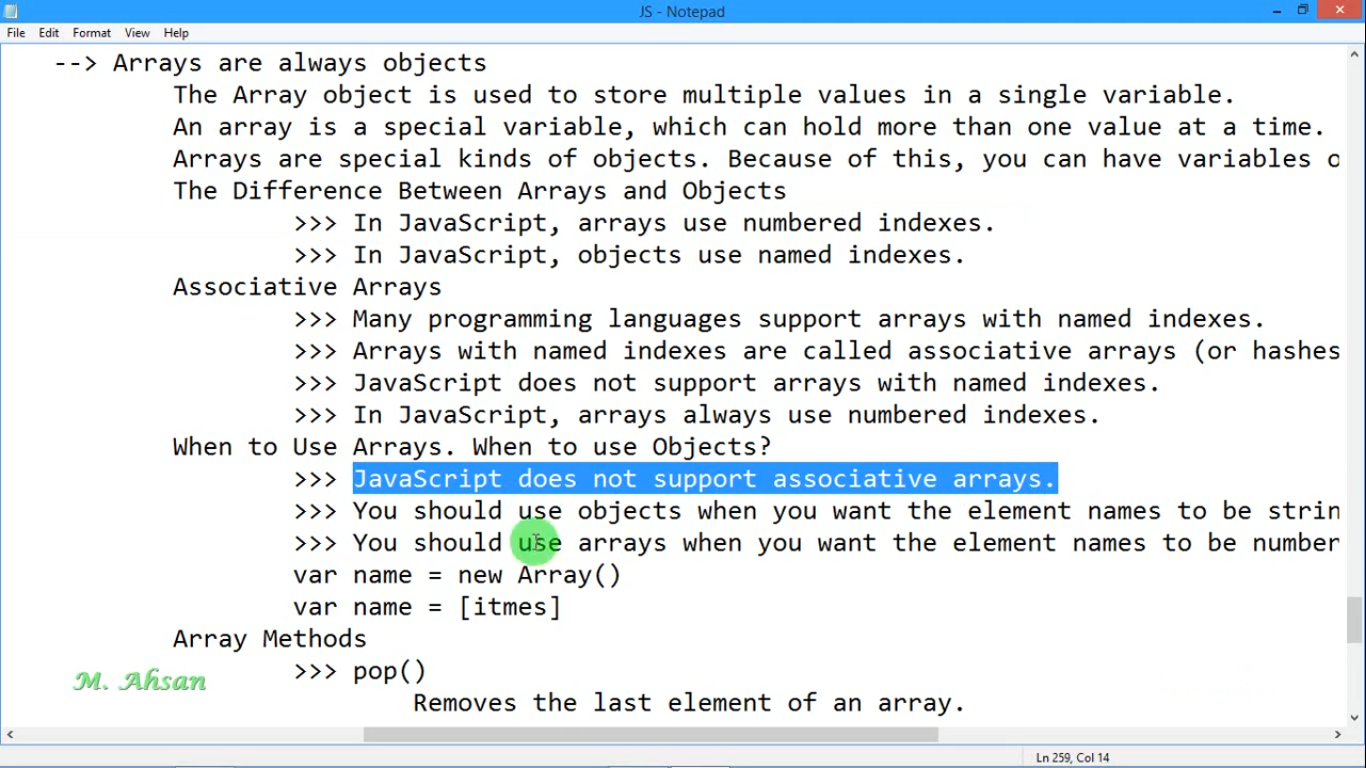 JS - Notepad
File Edit Format View Help
--> Arrays are always objects
The Array object is used to store multiple values in a single variable.
An array is a special variable, which can hold more than one value at a time.
Arrays are special kinds of objects. Because of this, you can have variables o
The Difference Between Arrays and Objects
>>> In JavaScript, arrays use numbered indexes.
>>> In JavaScript, objects use named indexes.
Associative Arrays
>>> Many programming languages support arrays with named indexes.
>>> Arrays with named indexes are called associative arrays (or hashes
>>> JavaScript does not support arrays with named indexes.
>>> In JavaScript, arrays always use numbered indexes.
When to Use Arrays. When to use Objects?
>>> JavaScript does not support associative arrays.
>>> You should use objects when you want the element names to be strin
>>> You should use arrays when you want the element names to be number
var name = new Array()
var name = [itmes]
Array Methods
>>> pop()
M. Ahsan
Removes the last element of an array.
Ln 259, Col 14